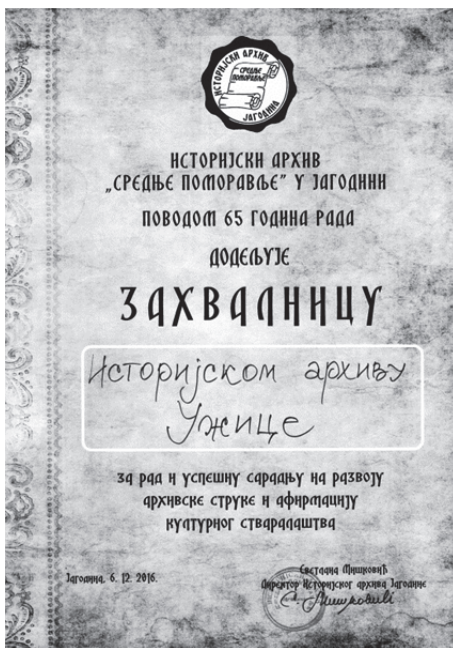 ИСТОРИЈСКИ АРХИВ
СРЕДЊЕ
ПОМОРАВЉЕ
ЈАГОДИНА
ИСТОРИЈСКИ АРХИВ
„СРЕДЊЕ ПОМОРАВЉЕ” У ЈАГОДИНИ
ПОВОДОМ 65 ГОДИНА РАДА
ДОДЕЉУЈЕ
ЗАХВАЛНИЦУ
Историјском архиву
Ужице
ЗА РАД И УСПЕШНУ САРАДЊУ НА РАЗВОЈУ
АРХИВСКЕ СТРУКЕ И АФИРМАЦИЈУ
КУЛТУРНОГ СТВАРАЛАШТВА
Јагодина, 6. 12. 2016.
Светлана Мишковић
Директор Историјског архива Јагодине
С. Мишковић